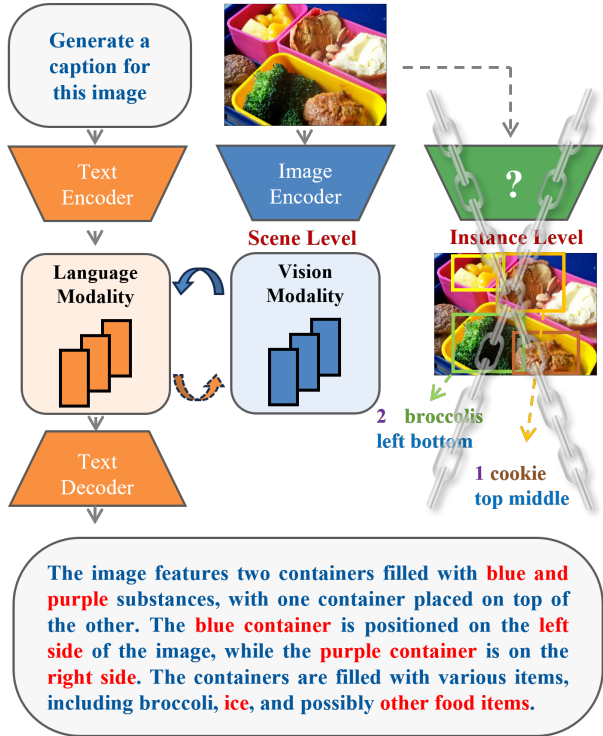 Generate a
caption for
this image
Text
Encoder
Image
Encoder
?
Scene Level
Instance Level
Language
Modality
Vision
Modality
2 broccolis
left bottom
1 cookie
top middle
Text
Decoder
The image features two containers filled with blue and
purple substances, with one container placed on top of
the other. The blue container is positioned on the left
side of the image, while the purple container is on the
right side. The containers are filled with various items,
including broccoli, ice, and possibly other food items.